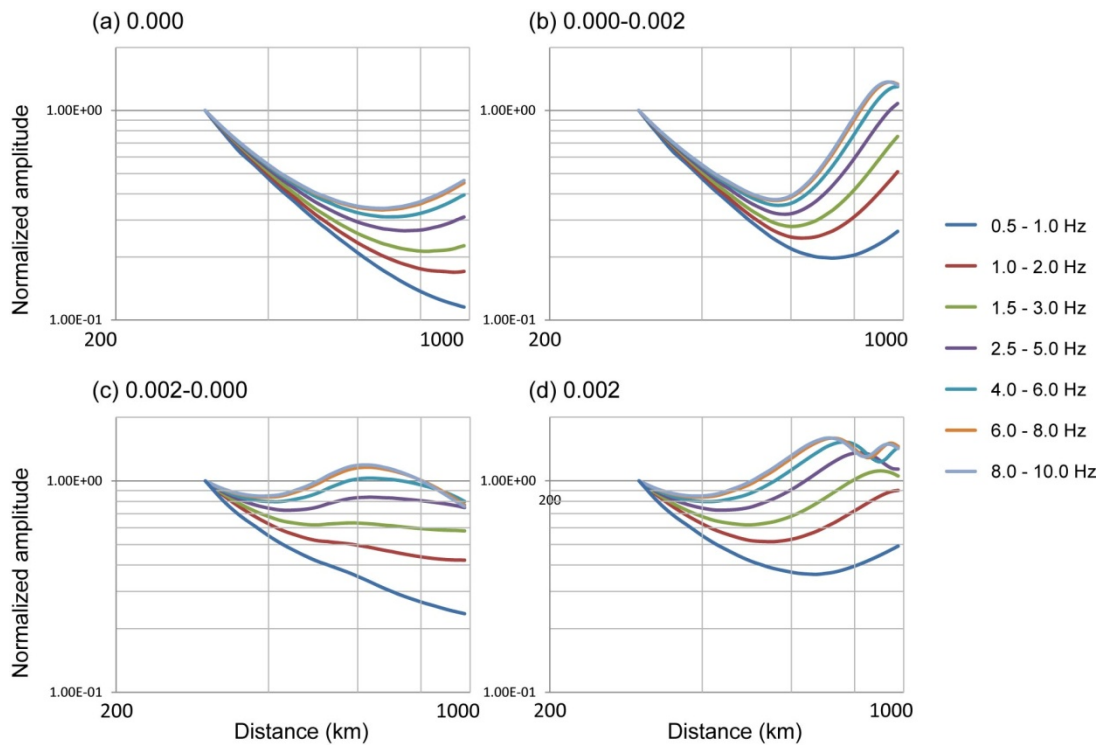 (a) 0.000
(b) 0.000-0.002
1.00E+00
1.00E+00
Normalized amplitude
1.00E-01
1.00E-01
200
1000
200
1000
(c) 0.002-0.000
(d) 0.002
1.00E+00
1.00E+00
200
Normalized amplitude
1.00E-01
1.00E-01
200
1000
200
1000
Distance (km)
Distance (km)
0.5 - 1.0 Hz
1.0 - 2.0 Hz
1.5 - 3.0 Hz
2.5 - 5.0 Hz
4.0 - 6.0 Hz
6.0 - 8.0 Hz
8.0 - 10.0 Hz